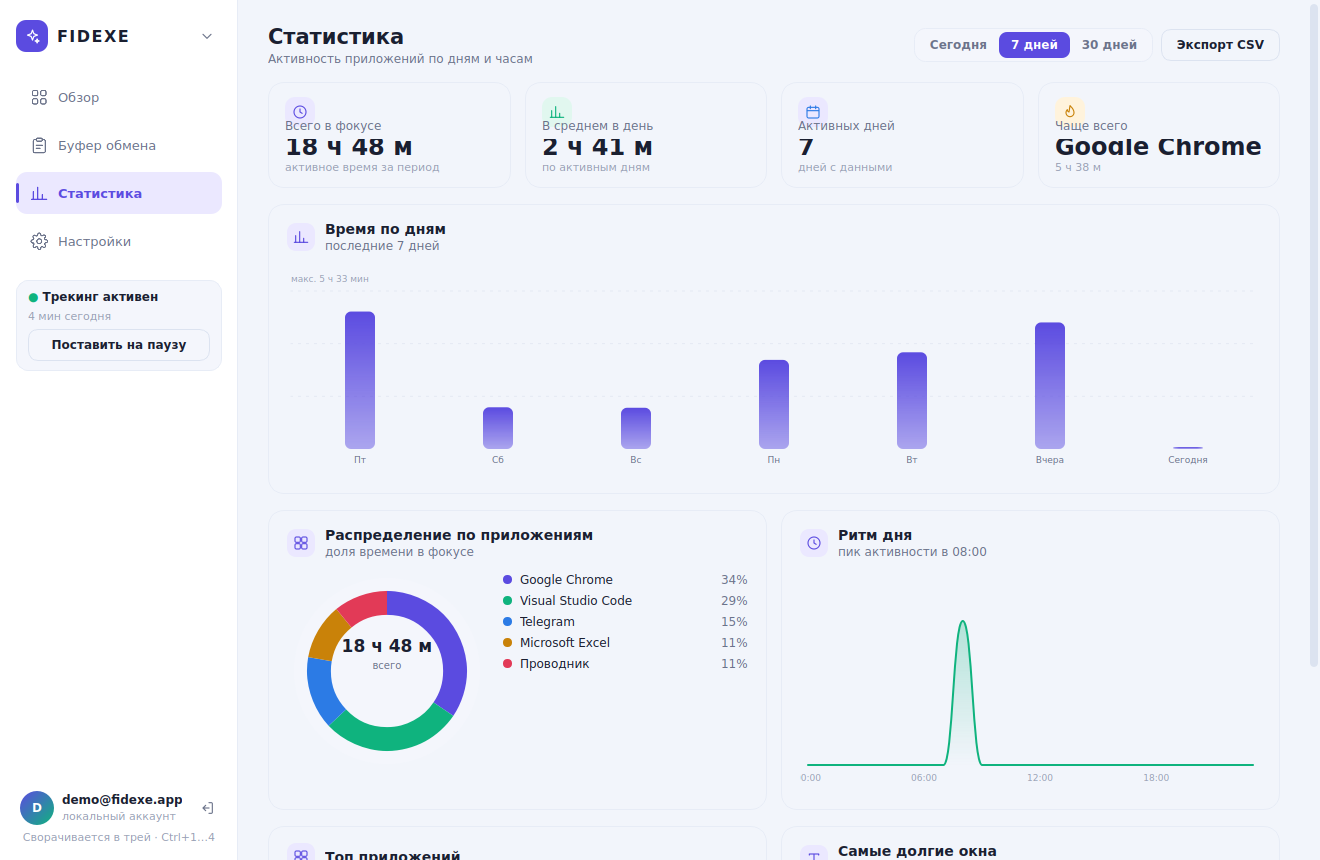 FIDEXE
Обзор
Буфер обмена
Статистика
Настройки
Трекинг активен
4 мин сегодня
Поставить на паузу
D
demo@fidexe.app
локальный аккаунт
Сворачивается в трей · Ctrl+1...4
Статистика
Активность приложений по дням и часам
Сегодня
7 дней
30 дней
Экспорт CSV
Всего в фокусе
18 ч 48 м
активное время за период
В среднем в день
2 ч 41 м
по активным дням
Активных дней
7
дней с данными
Чаще всего
Google Chrome
5 ч 38 м
Время по дням
последние 7 дней
макс. 5 ч 33 мин
Пт
Сб
Вс
Пн
Вт
Вчера
Сегодня
Распределение по приложениям
доля времени в фокусе
18 ч 48 м
всего
Google Chrome 34%
Visual Studio Code 29%
Telegram 15%
Microsoft Excel 11%
Проводник 11%
Ритм дня
пик активности в 08:00
0:00
06:00
12:00
18:00
Топ приложений
Самые долгие окна